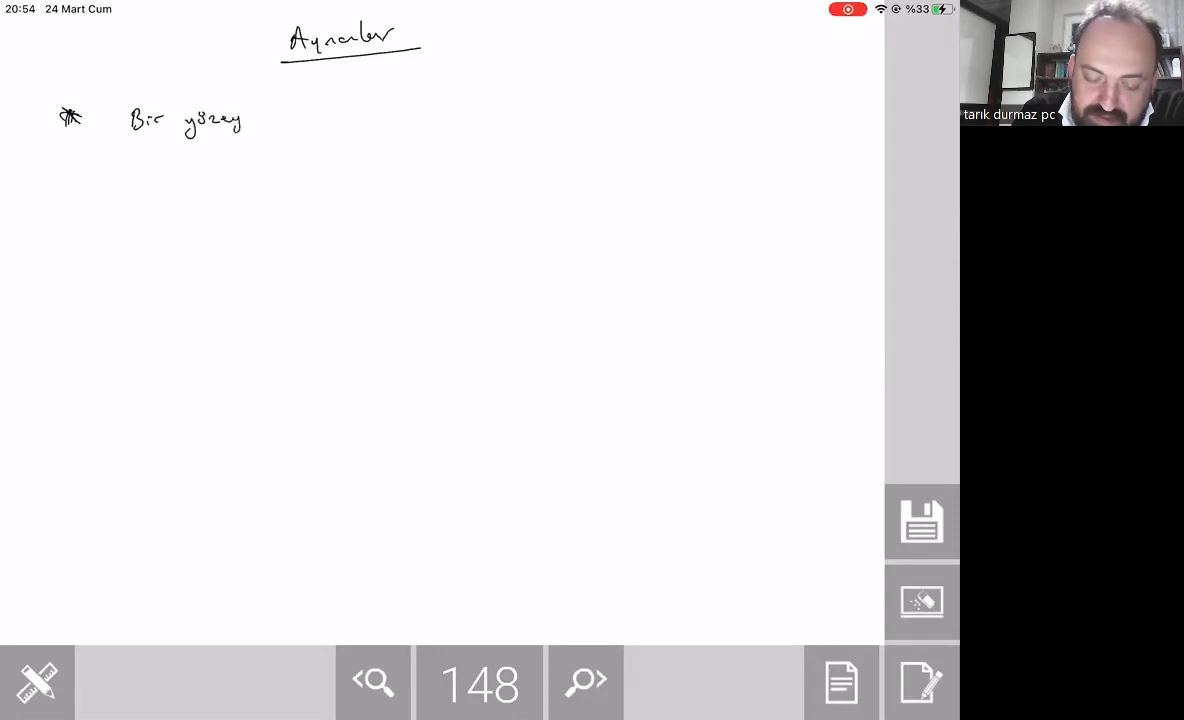 20:54 24 Mart Cum
%33
Aynalar
* Bir yüzey
tarık durmaz pc
148